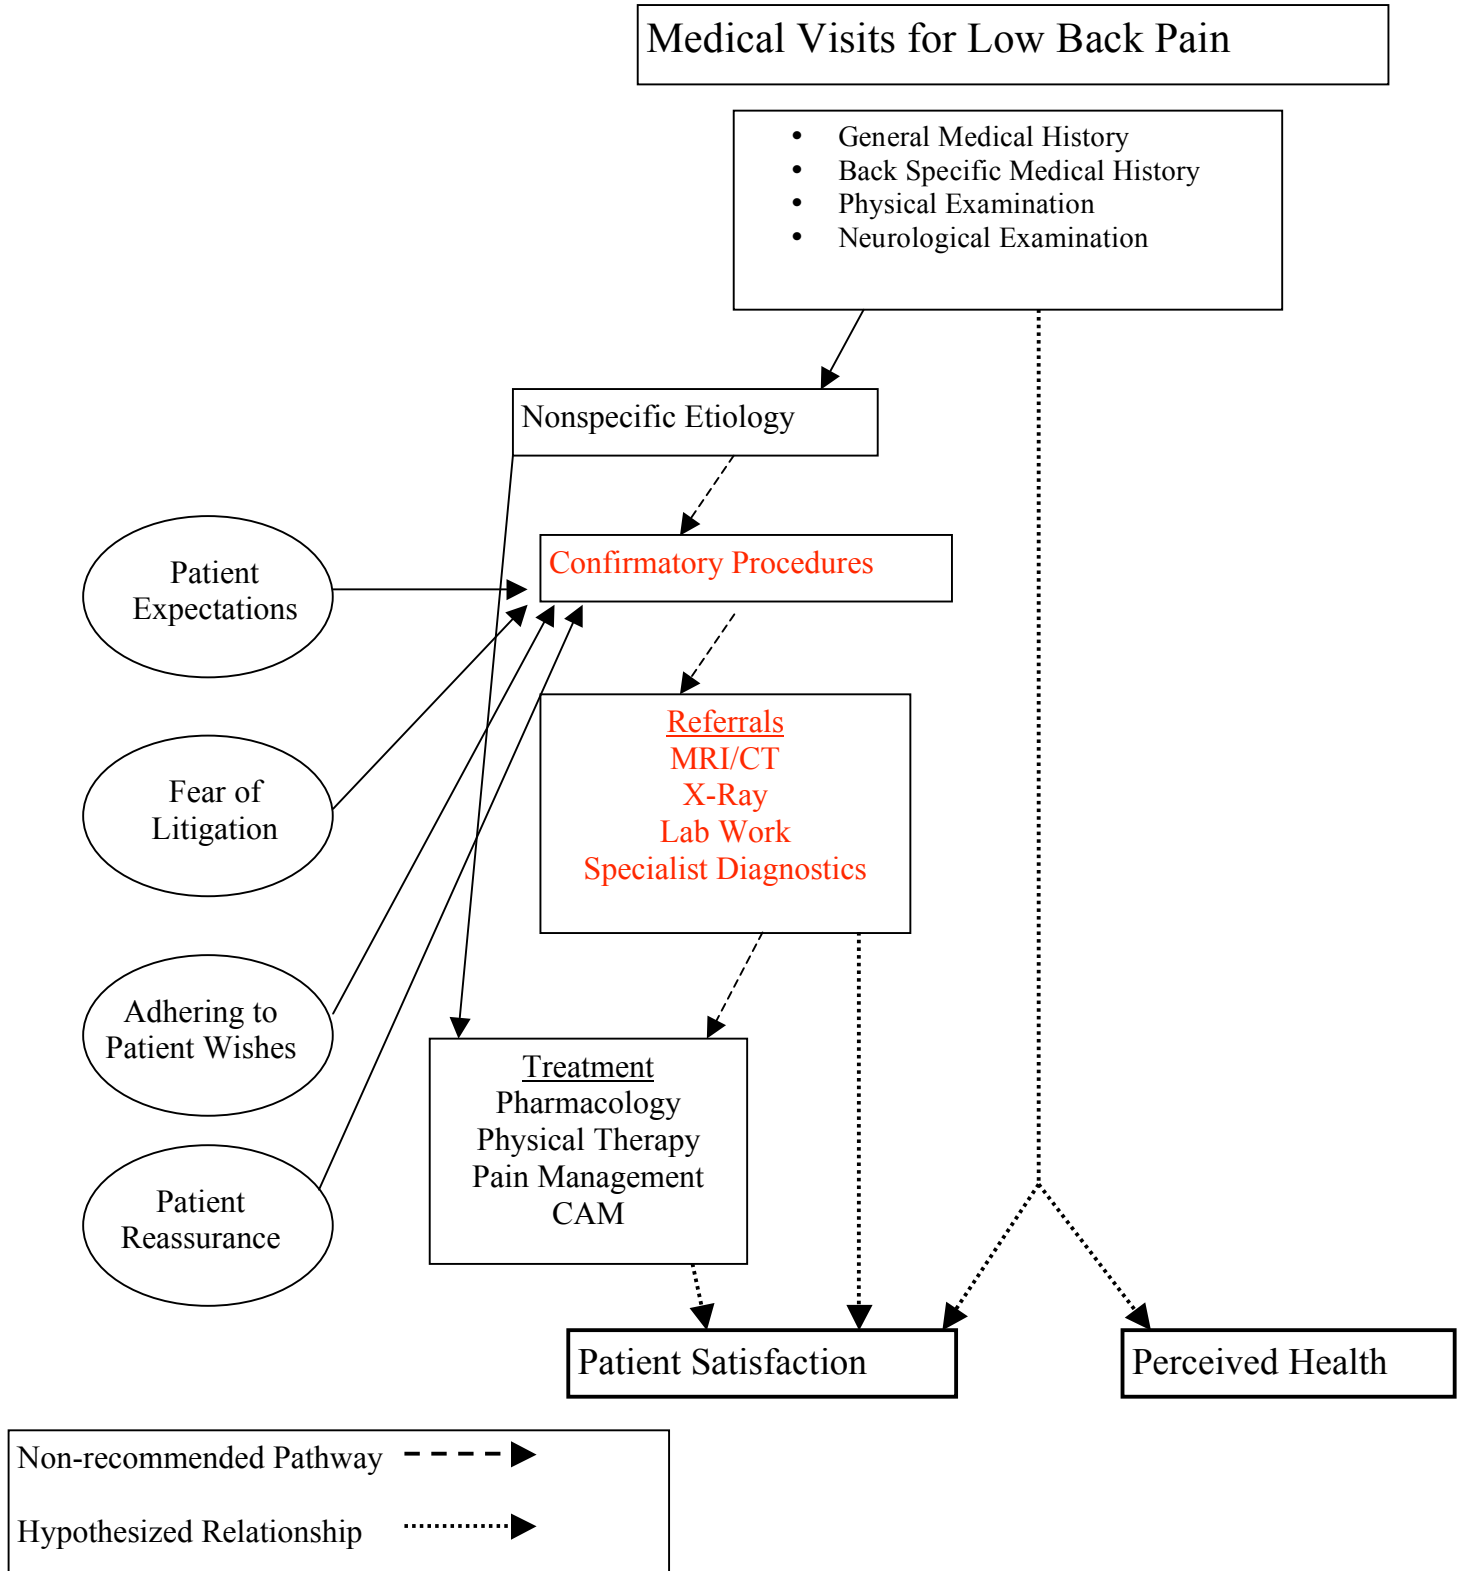 Medical Visits for Low Back Pain
• General Medical History
• Back Specific Medical History
• Physical Examination
• Neurological Examination
Nonspecific Etiology
Confirmatory Procedures
Patient
Expectations
Referrals
MRI/CT
X-Ray
Lab Work
Specialist Diagnostics
Fear of
Litigation
Adhering to
Patient Wishes
Treatment
Pharmacology
Physical Therapy
Pain Management
CAM
Patient
Reassurance
Patient Satisfaction
Perceived Health
Non-recommended Pathway
Hypothesized Relationship